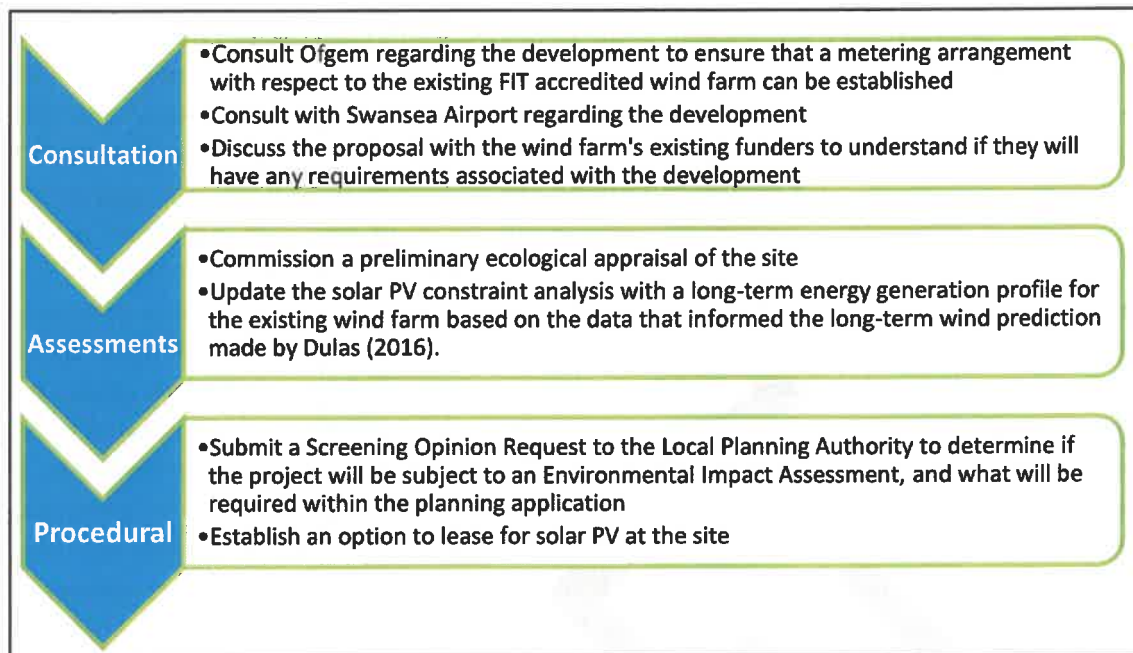 Consultation
•Consult Ofgem regarding the development to ensure that a metering arrangement
with respect to the existing FIT accredited wind farm can be established
•Consult with Swansea Airport regarding the development
•Discuss the proposal with the wind farm's existing funders to understand if they will
have any requirements associated with the development
Assessments
•Commission a preliminary ecological appraisal of the site
•Update the solar PV constraint analysis with a long-term energy generation profile for
the existing wind farm based on the data that informed the long-term wind prediction
made by Dulas (2016).
Procedural
•Submit a Screening Opinion Request to the Local Planning Authority to determine if
the project will be subject to an Environmental Impact Assessment, and what will be
required within the planning application
•Establish an option to lease for solar PV at the site